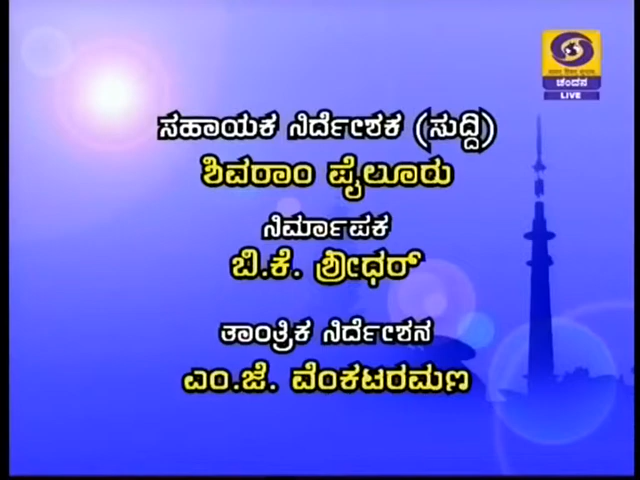 ಚಂದನ
LIVE
ಸಹಾಯಕ ನಿರ್ದೇಶಕ (ಸುದ್ದಿ)
ಶಿವರಾಂ ಪೈಲೂರು
ನಿರ್ಮಾಪಕ
ಬಿ.ಕೆ. ಶ್ರೀಧರ್
ತಾಂತ್ರಿಕ ನಿರ್ದೇಶನ
ಎಂ.ಜೆ. ವೆಂಕಟರಮಣ